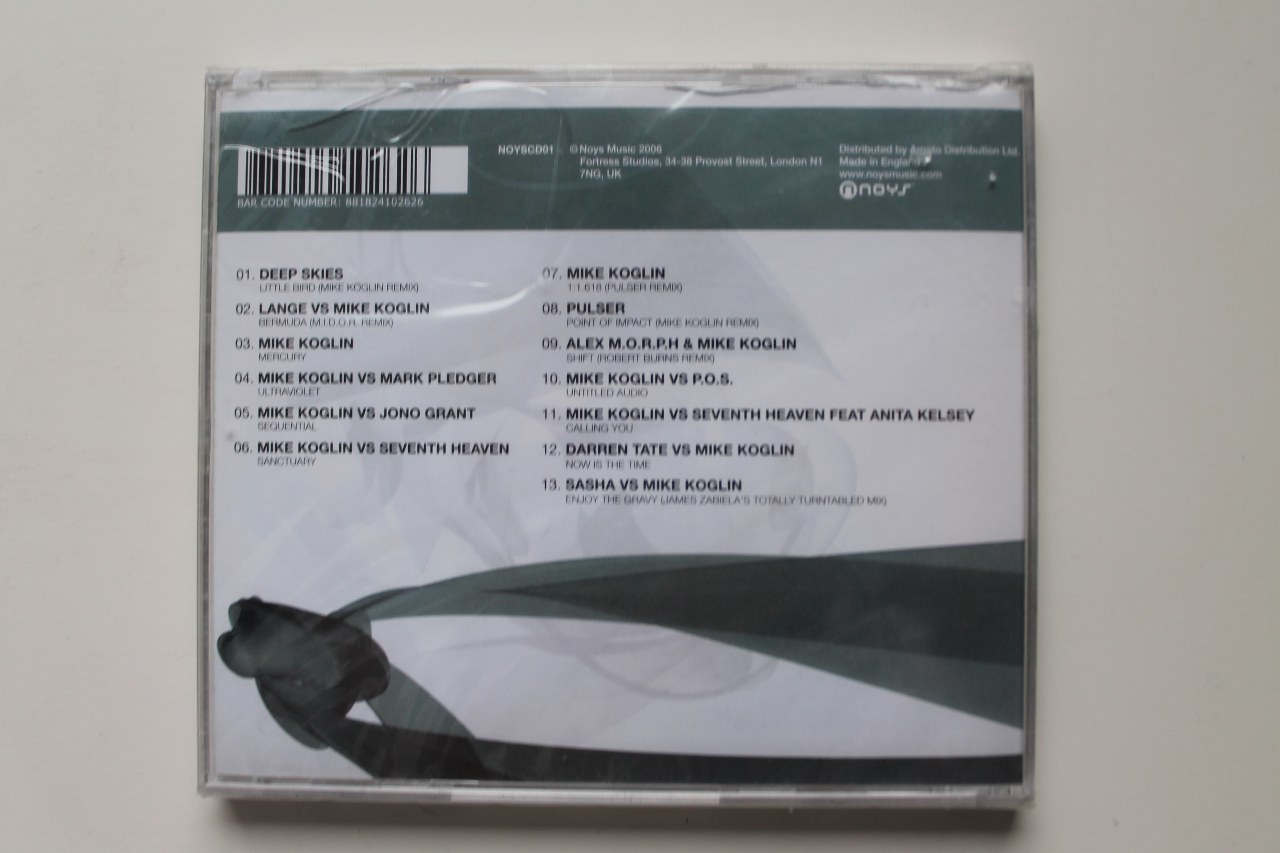 BAR CODE NUMBER: 881824102626
NOYSCD01
© Noys Music 2006
Fortress Studios, 34-38 Provost Street, London N1
7NG, UK
Distributed by Amato Distribution Ltd.
Made in England
www.noysmusic.com
noys
01. DEEP SKIES
LITTLE BIRD (MIKE KOGLIN REMIX)
02. LANGE VS MIKE KOGLIN
BERMUDA (M.I.D.O.R. REMIX)
03. MIKE KOGLIN
MERCURY
04. MIKE KOGLIN VS MARK PLEDGER
ULTRAVIOLET
05. MIKE KOGLIN VS JONO GRANT
SEQUENTIAL
06. MIKE KOGLIN VS SEVENTH HEAVEN
SANCTUARY
07. MIKE KOGLIN
1:1.618 (PULSER REMIX)
08. PULSER
POINT OF IMPACT (MIKE KOGLIN REMIX)
09. ALEX M.O.R.P.H & MIKE KOGLIN
SHIFT (ROBERT BURNS REMIX)
10. MIKE KOGLIN VS P.O.S.
UNTITLED AUDIO
11. MIKE KOGLIN VS SEVENTH HEAVEN FEAT ANITA KELSEY
CALLING YOU
12. DARREN TATE VS MIKE KOGLIN
NOW IS THE TIME
13. SASHA VS MIKE KOGLIN
ENJOY THE GRAVY (JAMES ZABIELA'S TOTALLY TURNTABLED MIX)